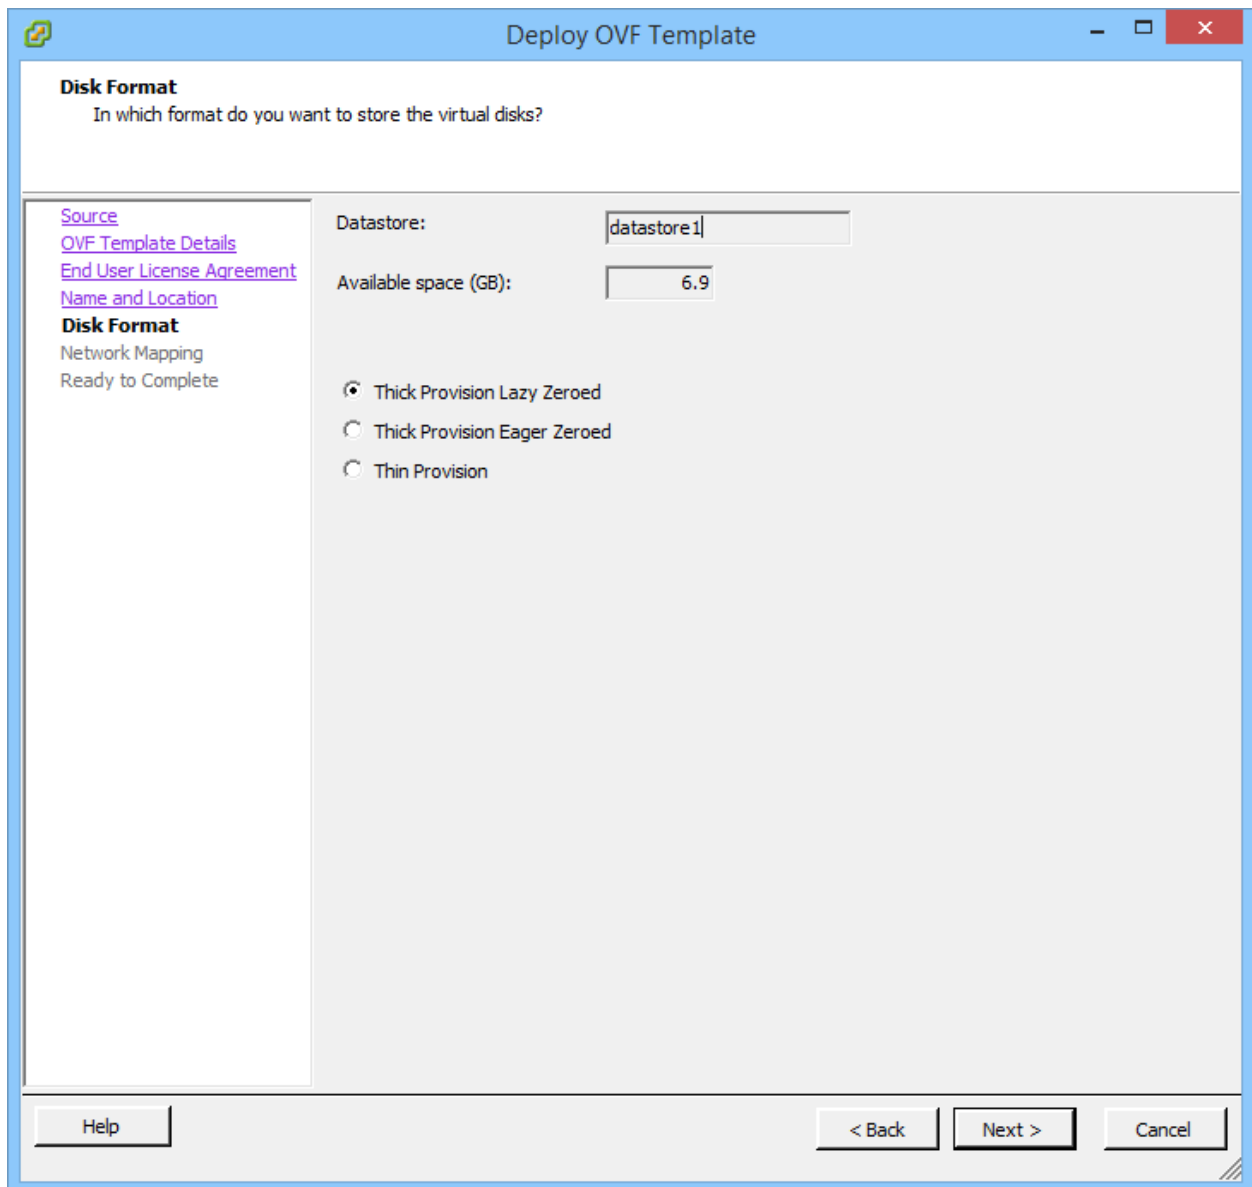 Deploy OVF Template
Disk Format
In which format do you want to store the virtual disks?
Source
OVF Template Details
End User License Agreement
Name and Location
Disk Format
Network Mapping
Ready to Complete
Datastore: datastore1
Available space (GB): 6.9
Thick Provision Lazy Zeroed
Thick Provision Eager Zeroed
Thin Provision
Help < Back Next > Cancel